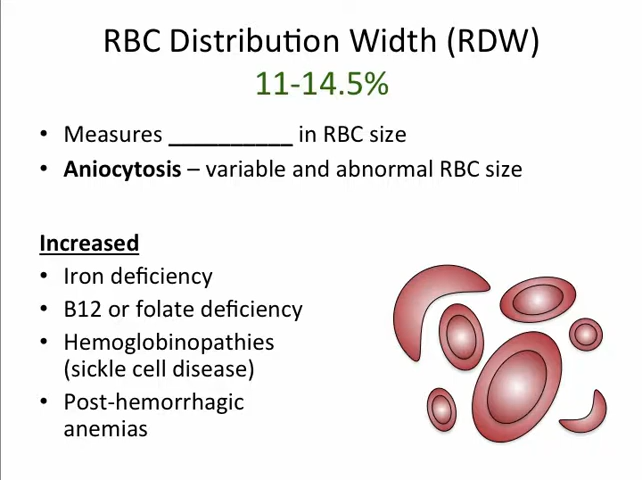 RBC Distribution Width (RDW)
11-14.5%
• Measures __________ in RBC size
• Aniocytosis – variable and abnormal RBC size
Increased
• Iron deficiency
• B12 or folate deficiency
• Hemoglobinopathies
(sickle cell disease)
• Post-hemorrhagic
anemias